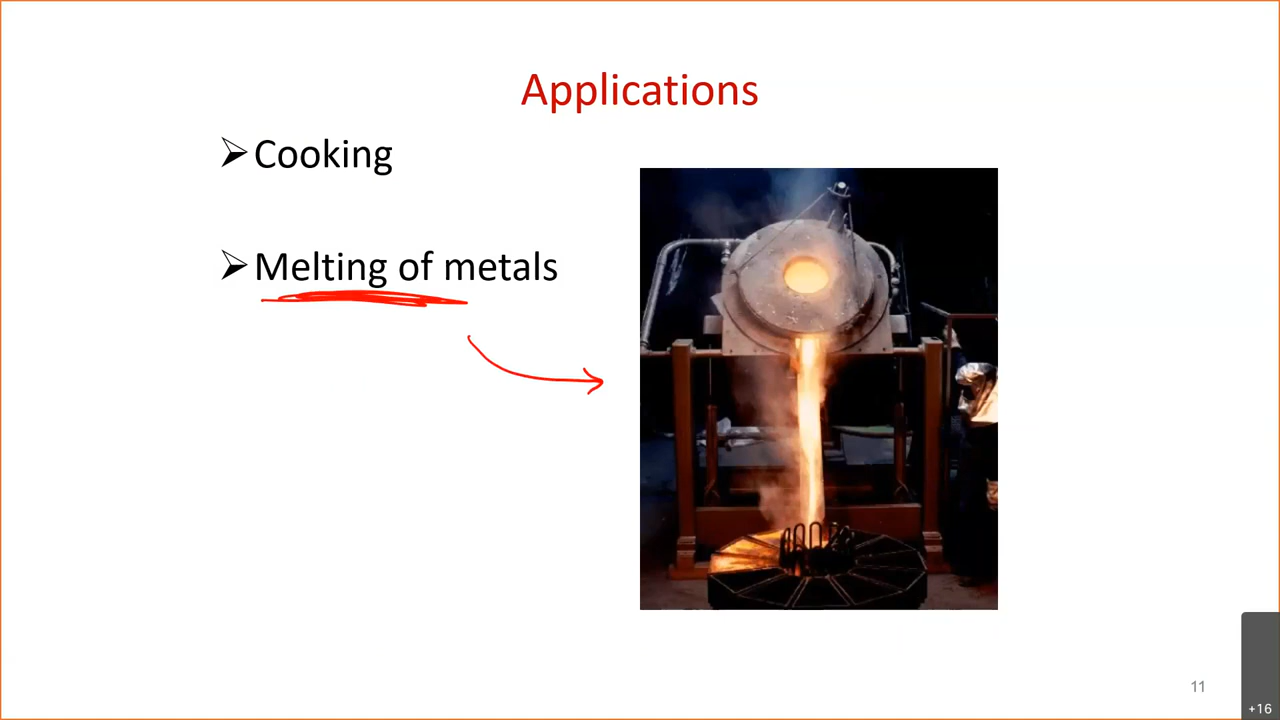 Applications
➢Cooking
➢Melting of metals
11
+16